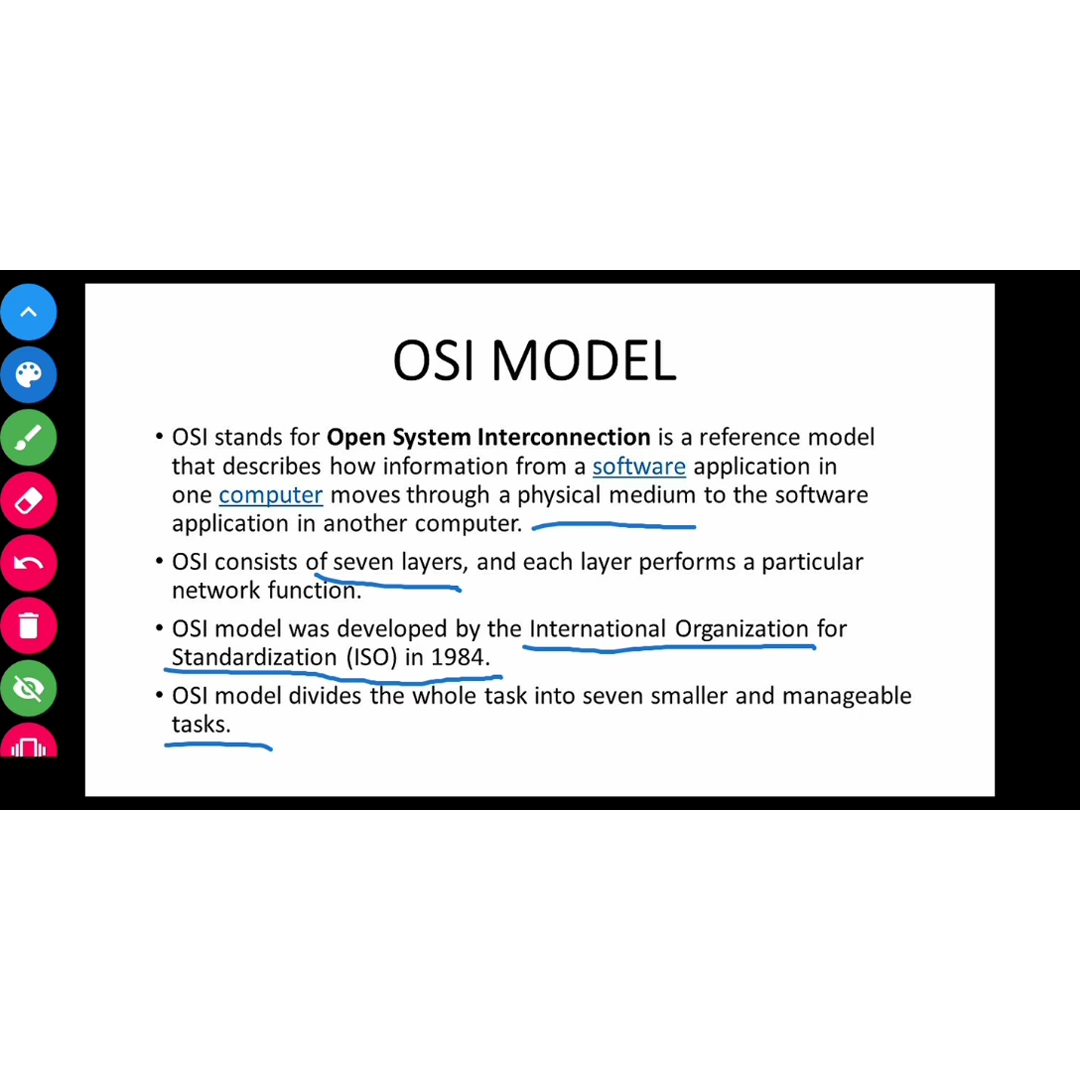 OSI MODEL
• OSI stands for Open System Interconnection is a reference model
that describes how information from a software application in
one computer moves through a physical medium to the software
application in another computer.
• OSI consists of seven layers, and each layer performs a particular
network function.
• OSI model was developed by the International Organization for
Standardization (ISO) in 1984.
• OSI model divides the whole task into seven smaller and manageable
tasks.